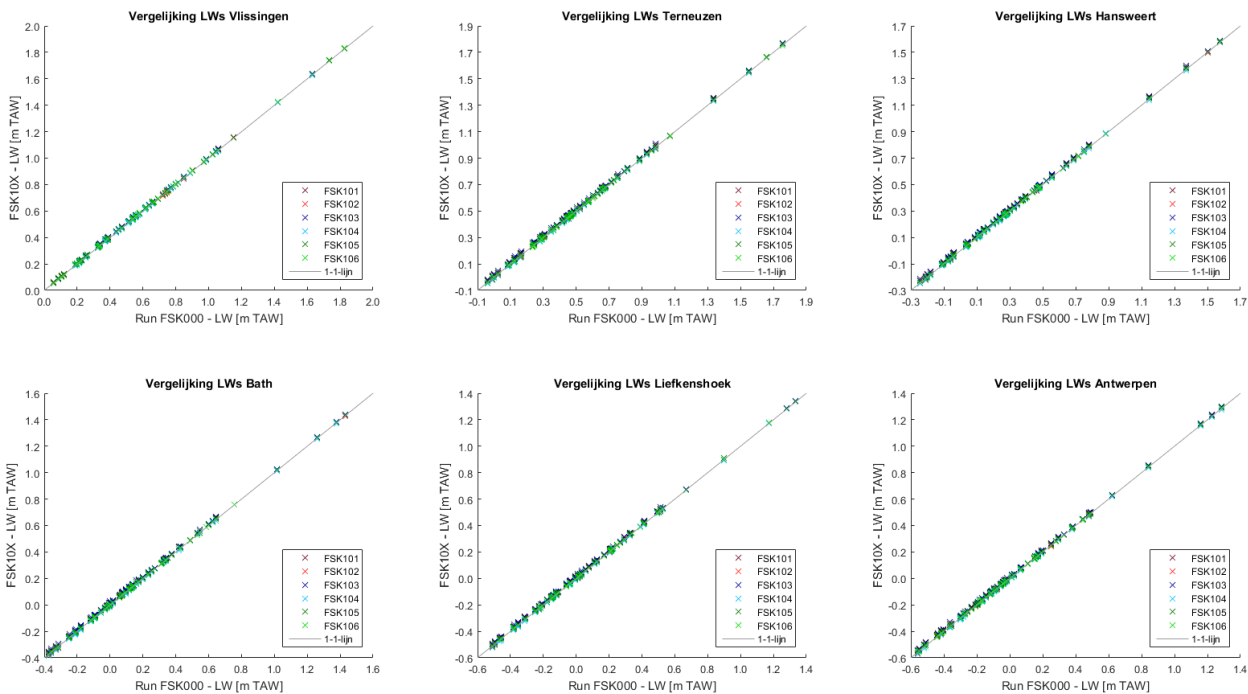 Vergelijking LWs Vlissingen
2.0
1.8
1.6
1.4
1.2
1.0
0.8
0.6
0.4
0.2
0.0
FSK10X - LW [m TAW]
0.0 0.2 0.4 0.6 0.8 1.0 1.2 1.4 1.6 1.8 2.0
Run FSK000 - LW [m TAW]
FSK101
FSK102
FSK103
FSK104
FSK105
FSK106
1-1-lijn
Vergelijking LWs Terneuzen
1.9
1.7
1.5
1.3
1.1
0.9
0.7
0.5
0.3
0.1
-0.1
FSK10X - LW [m TAW]
-0.1 0.1 0.3 0.5 0.7 0.9 1.1 1.3 1.5 1.7 1.9
Run FSK000 - LW [m TAW]
FSK101
FSK102
FSK103
FSK104
FSK105
FSK106
1-1-lijn
Vergelijking LWs Hansweert
1.7
1.5
1.3
1.1
0.9
0.7
0.5
0.3
0.1
-0.1
-0.3
FSK10X - LW [m TAW]
-0.3 -0.1 0.1 0.3 0.5 0.7 0.9 1.1 1.3 1.5 1.7
Run FSK000 - LW [m TAW]
FSK101
FSK102
FSK103
FSK104
FSK105
FSK106
1-1-lijn
Vergelijking LWs Bath
1.6
1.4
1.2
1.0
0.8
0.6
0.4
0.2
0.0
-0.2
-0.4
FSK10X - LW [m TAW]
-0.4 -0.2 0.0 0.2 0.4 0.6 0.8 1.0 1.2 1.4 1.6
Run FSK000 - LW [m TAW]
FSK101
FSK102
FSK103
FSK104
FSK105
FSK106
1-1-lijn
Vergelijking LWs Liefkenshoek
1.4
1.2
1.0
0.8
0.6
0.4
0.2
0.0
-0.2
-0.4
-0.6
FSK10X - LW [m TAW]
-0.6 -0.4 -0.2 0.0 0.2 0.4 0.6 0.8 1.0 1.2 1.4
Run FSK000 - LW [m TAW]
FSK101
FSK102
FSK103
FSK104
FSK105
FSK106
1-1-lijn
Vergelijking LWs Antwerpen
1.4
1.2
1.0
0.8
0.6
0.4
0.2
0.0
-0.2
-0.4
-0.6
FSK10X - LW [m TAW]
-0.6 -0.4 -0.2 0.0 0.2 0.4 0.6 0.8 1.0 1.2 1.4
Run FSK000 - LW [m TAW]
FSK101
FSK102
FSK103
FSK104
FSK105
FSK106
1-1-lijn